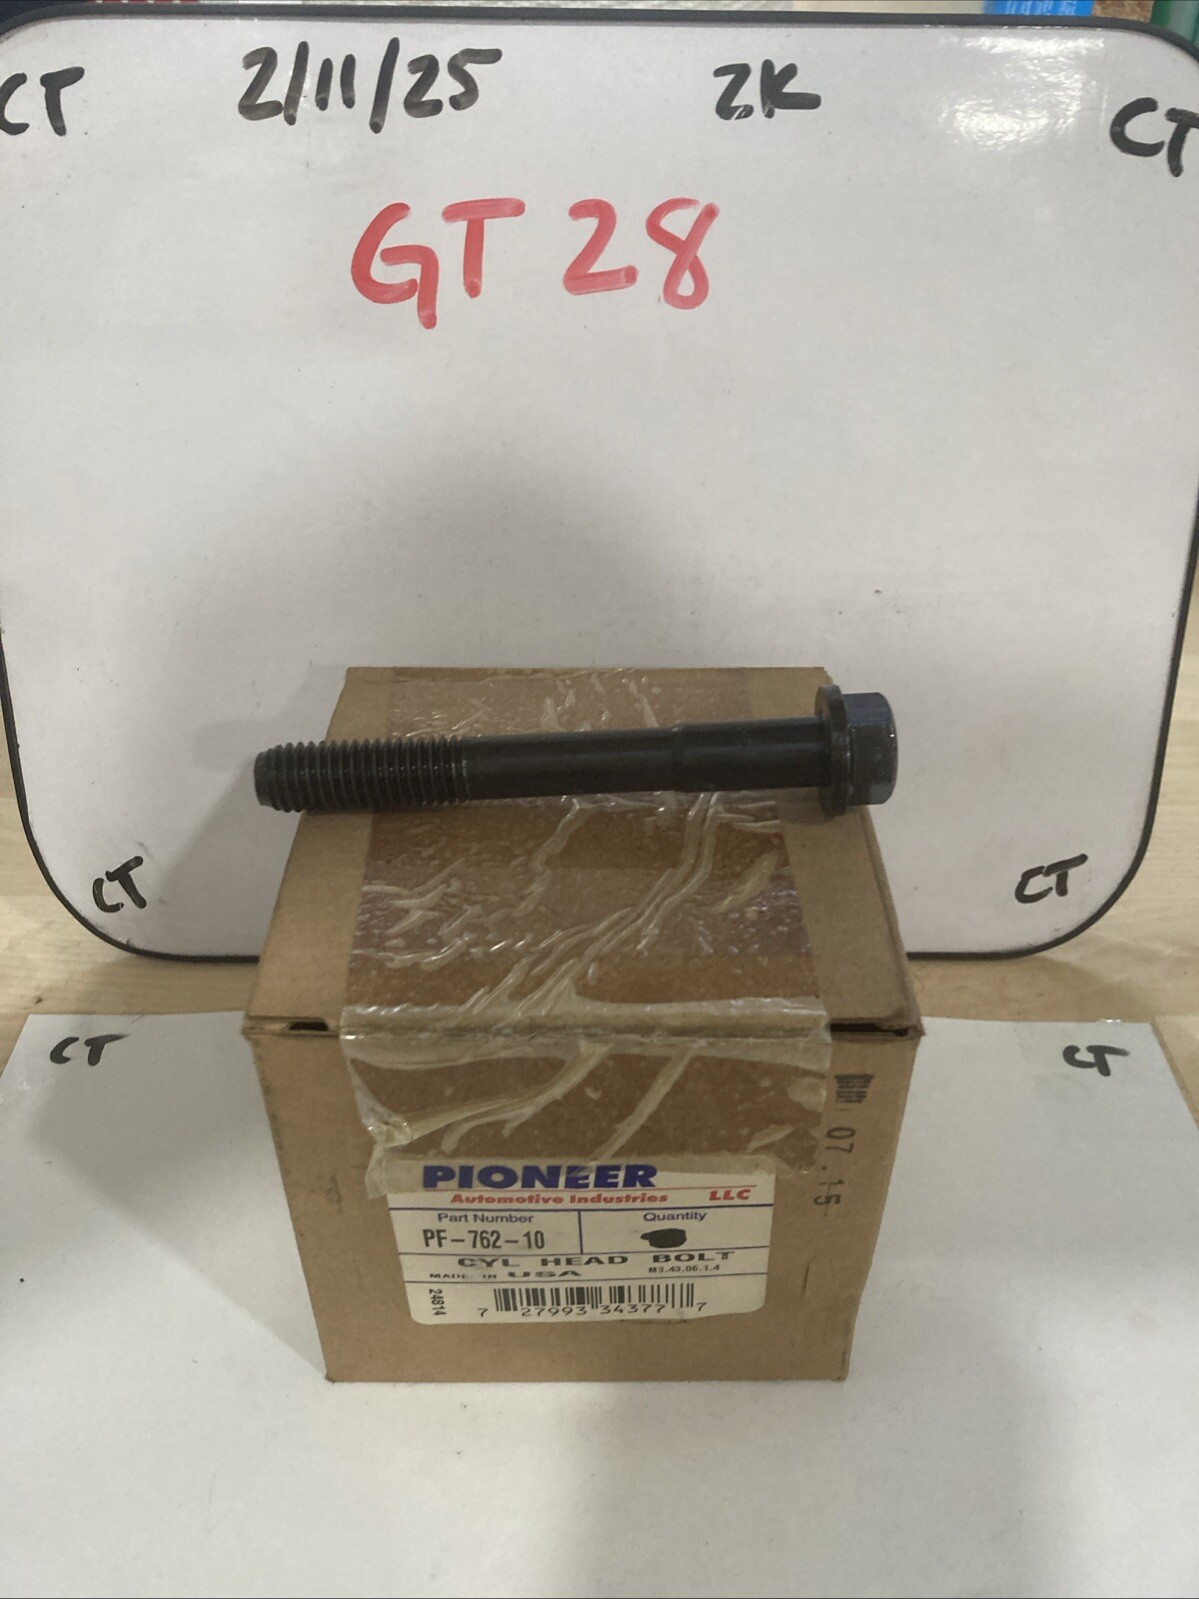 CT 2/11/25 ZK CT
GT 28
CT CT
CT CT
07.15
PIONEER
Automotive Industries LLC
Part Number Quantity
PF-762-10
CYL HEAD BOLT
MADE IN USA M3.43.06.1.4
24814
7 27993 34377 7